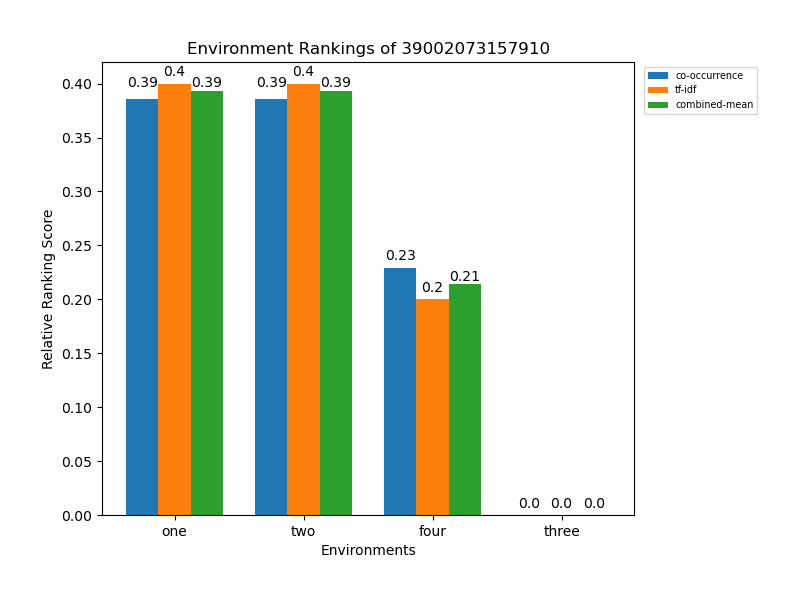 Environment Rankings of 39002073157910
co-occurrence
tf-idf
combined-mean
0.39 0.4 0.39 0.39 0.4 0.39 0.23 0.2 0.21 0.0 0.0 0.0
Relative Ranking Score
0.40
0.35
0.30
0.25
0.20
0.15
0.10
0.05
0.00
one two four three
Environments